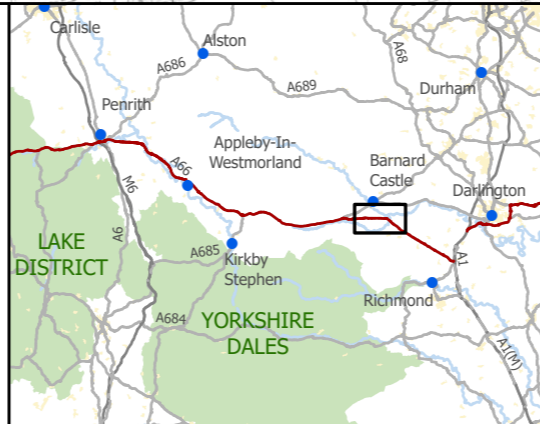 Carlisle
Alston
A68
A686
A689
Durham
Penrith
Appleby-In-
Westmorland
A66
Barnard
Castle
Darlington
M6
A6
LAKE
DISTRICT
A685
Kirkby
Stephen
A1
Richmond
A684
YORKSHIRE
DALES
A1(M)